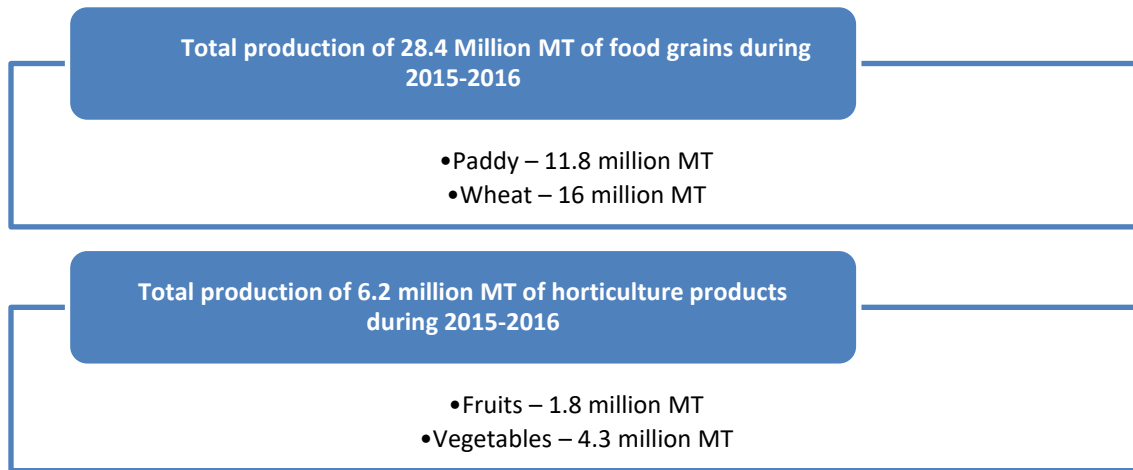 Total production of 28.4 Million MT of food grains during
2015-2016
•Paddy – 11.8 million MT
•Wheat – 16 million MT
Total production of 6.2 million MT of horticulture products
during 2015-2016
•Fruits – 1.8 million MT
•Vegetables – 4.3 million MT